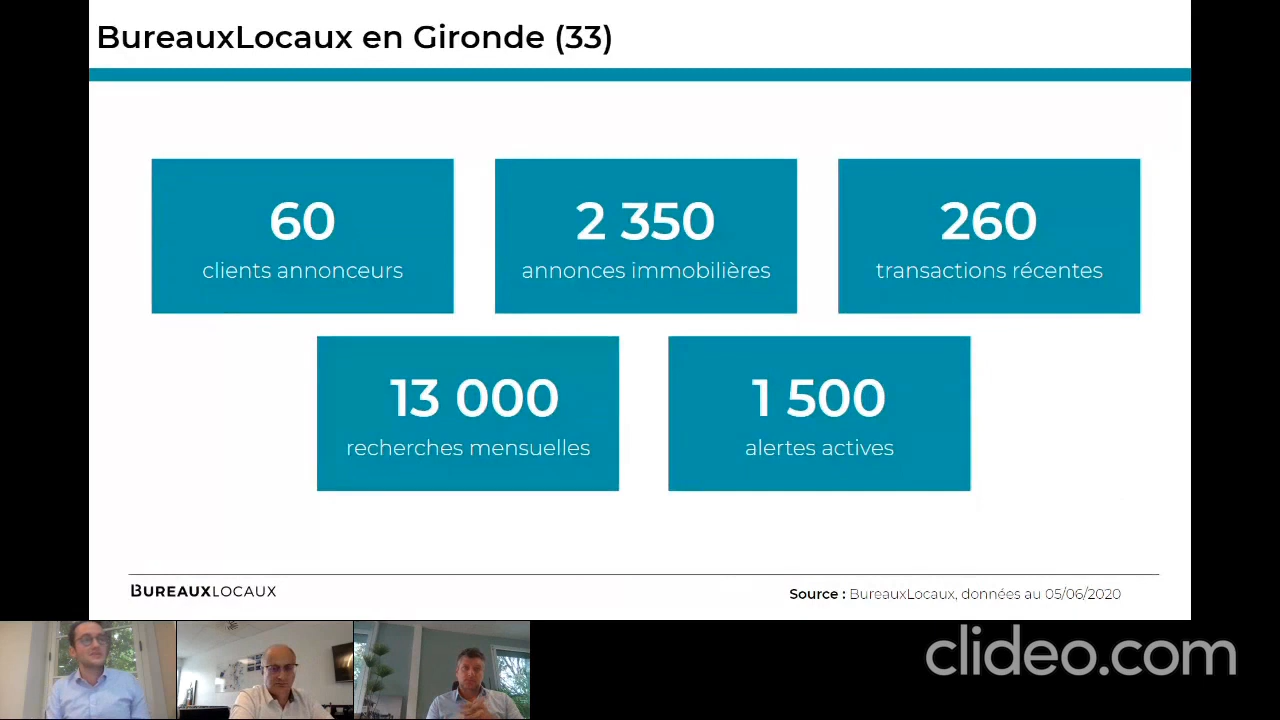 BureauxLocaux en Gironde (33)
60
clients annonceurs
2 350
annonces immobilières
260
transactions récentes
13 000
recherches mensuelles
1 500
alertes actives
BUREAUXLOCAUX
Source : BureauxLocaux, données au 05/06/2020
clideo.com